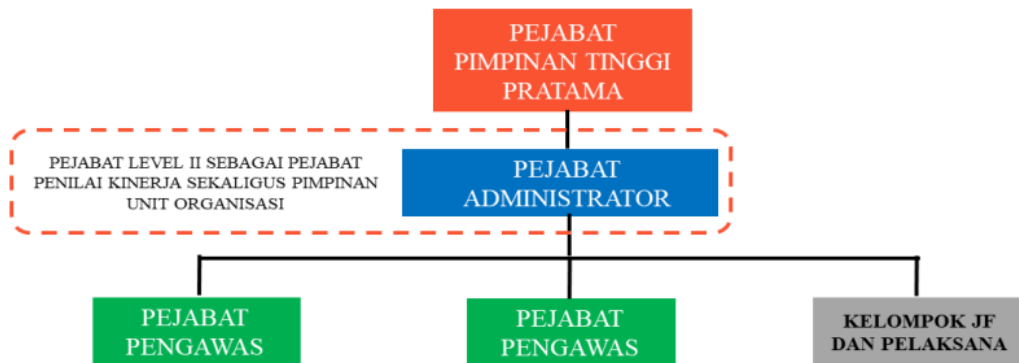 PEJABAT
PIMPINAN TINGGI
PRATAMA
PEJABAT LEVEL II SEBAGAI PEJABAT
PENILAI KINERJA SEKALIGUS PIMPINAN
UNIT ORGANISASI
PEJABAT
ADMINISTRATOR
PEJABAT
PENGAWAS
PEJABAT
PENGAWAS
KELOMPOK JF
DAN PELAKSANA